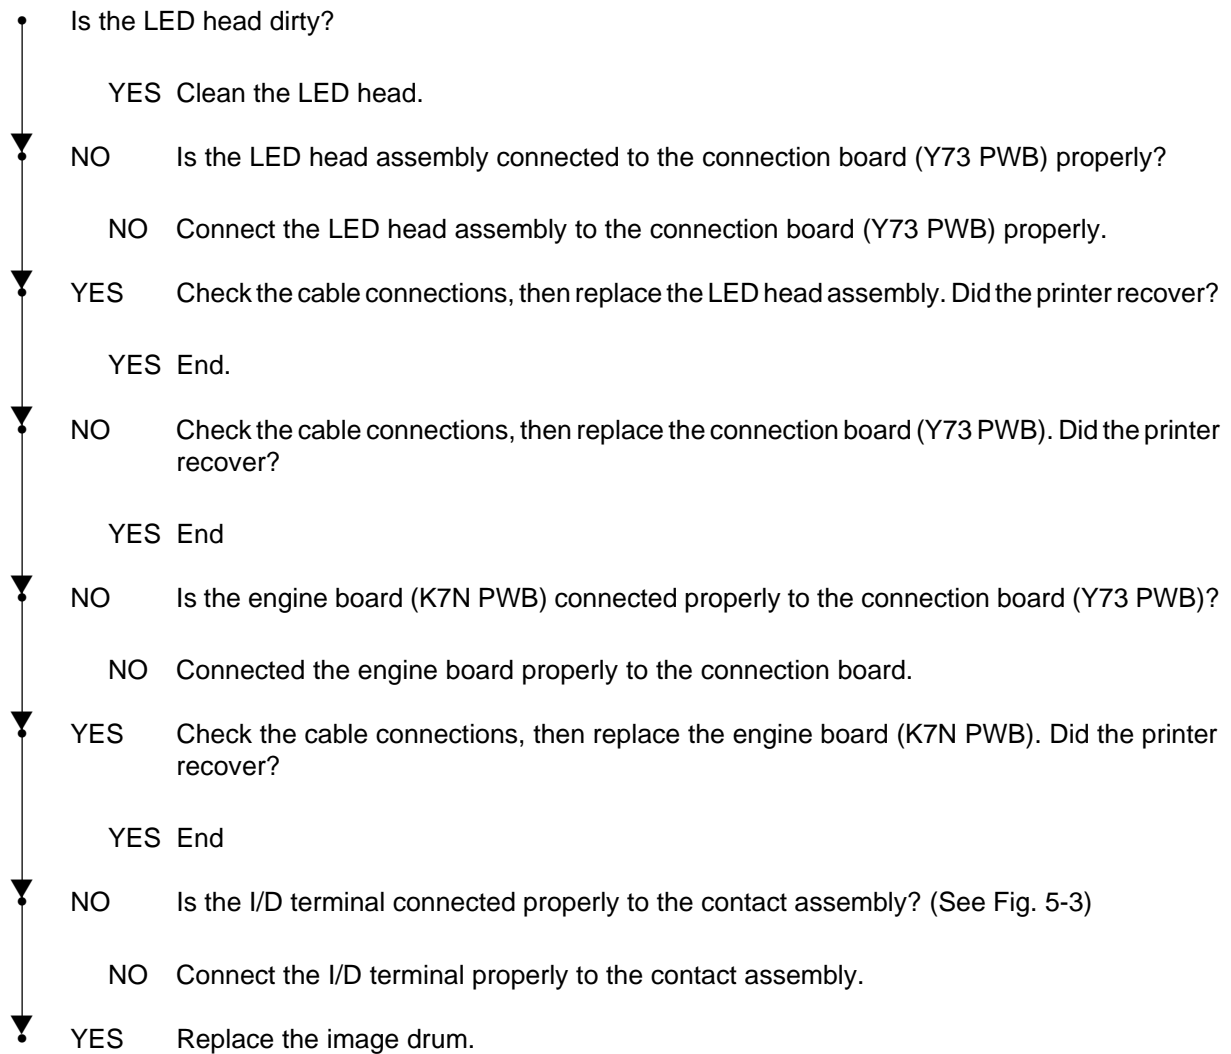 Is the LED head dirty?
YES Clean the LED head.
NO Is the LED head assembly connected to the connection board (Y73 PWB) properly?
NO Connect the LED head assembly to the connection board (Y73 PWB) properly.
YES Check the cable connections, then replace the LED head assembly. Did the printer recover?
YES End.
NO Check the cable connections, then replace the connection board (Y73 PWB). Did the printer
recover?
YES End
NO Is the engine board (K7N PWB) connected properly to the connection board (Y73 PWB)?
NO Connected the engine board properly to the connection board.
YES Check the cable connections, then replace the engine board (K7N PWB). Did the printer
recover?
YES End
NO Is the I/D terminal connected properly to the contact assembly? (See Fig. 5-3)
NO Connect the I/D terminal properly to the contact assembly.
YES Replace the image drum.